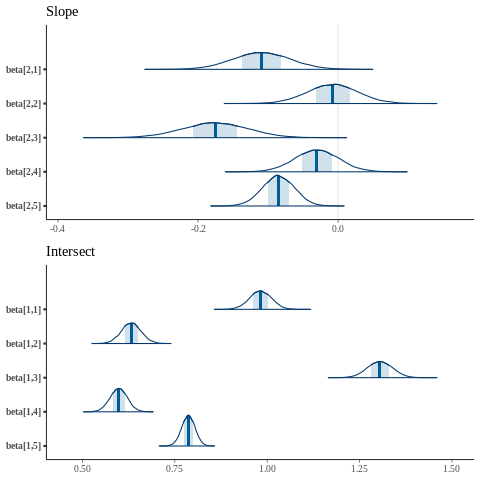 Slope
beta[2,1]
beta[2,2]
beta[2,3]
beta[2,4]
beta[2,5]
-0.4 -0.2 0.0
Intersect
beta[1,1]
beta[1,2]
beta[1,3]
beta[1,4]
beta[1,5]
0.50 0.75 1.00 1.25 1.50